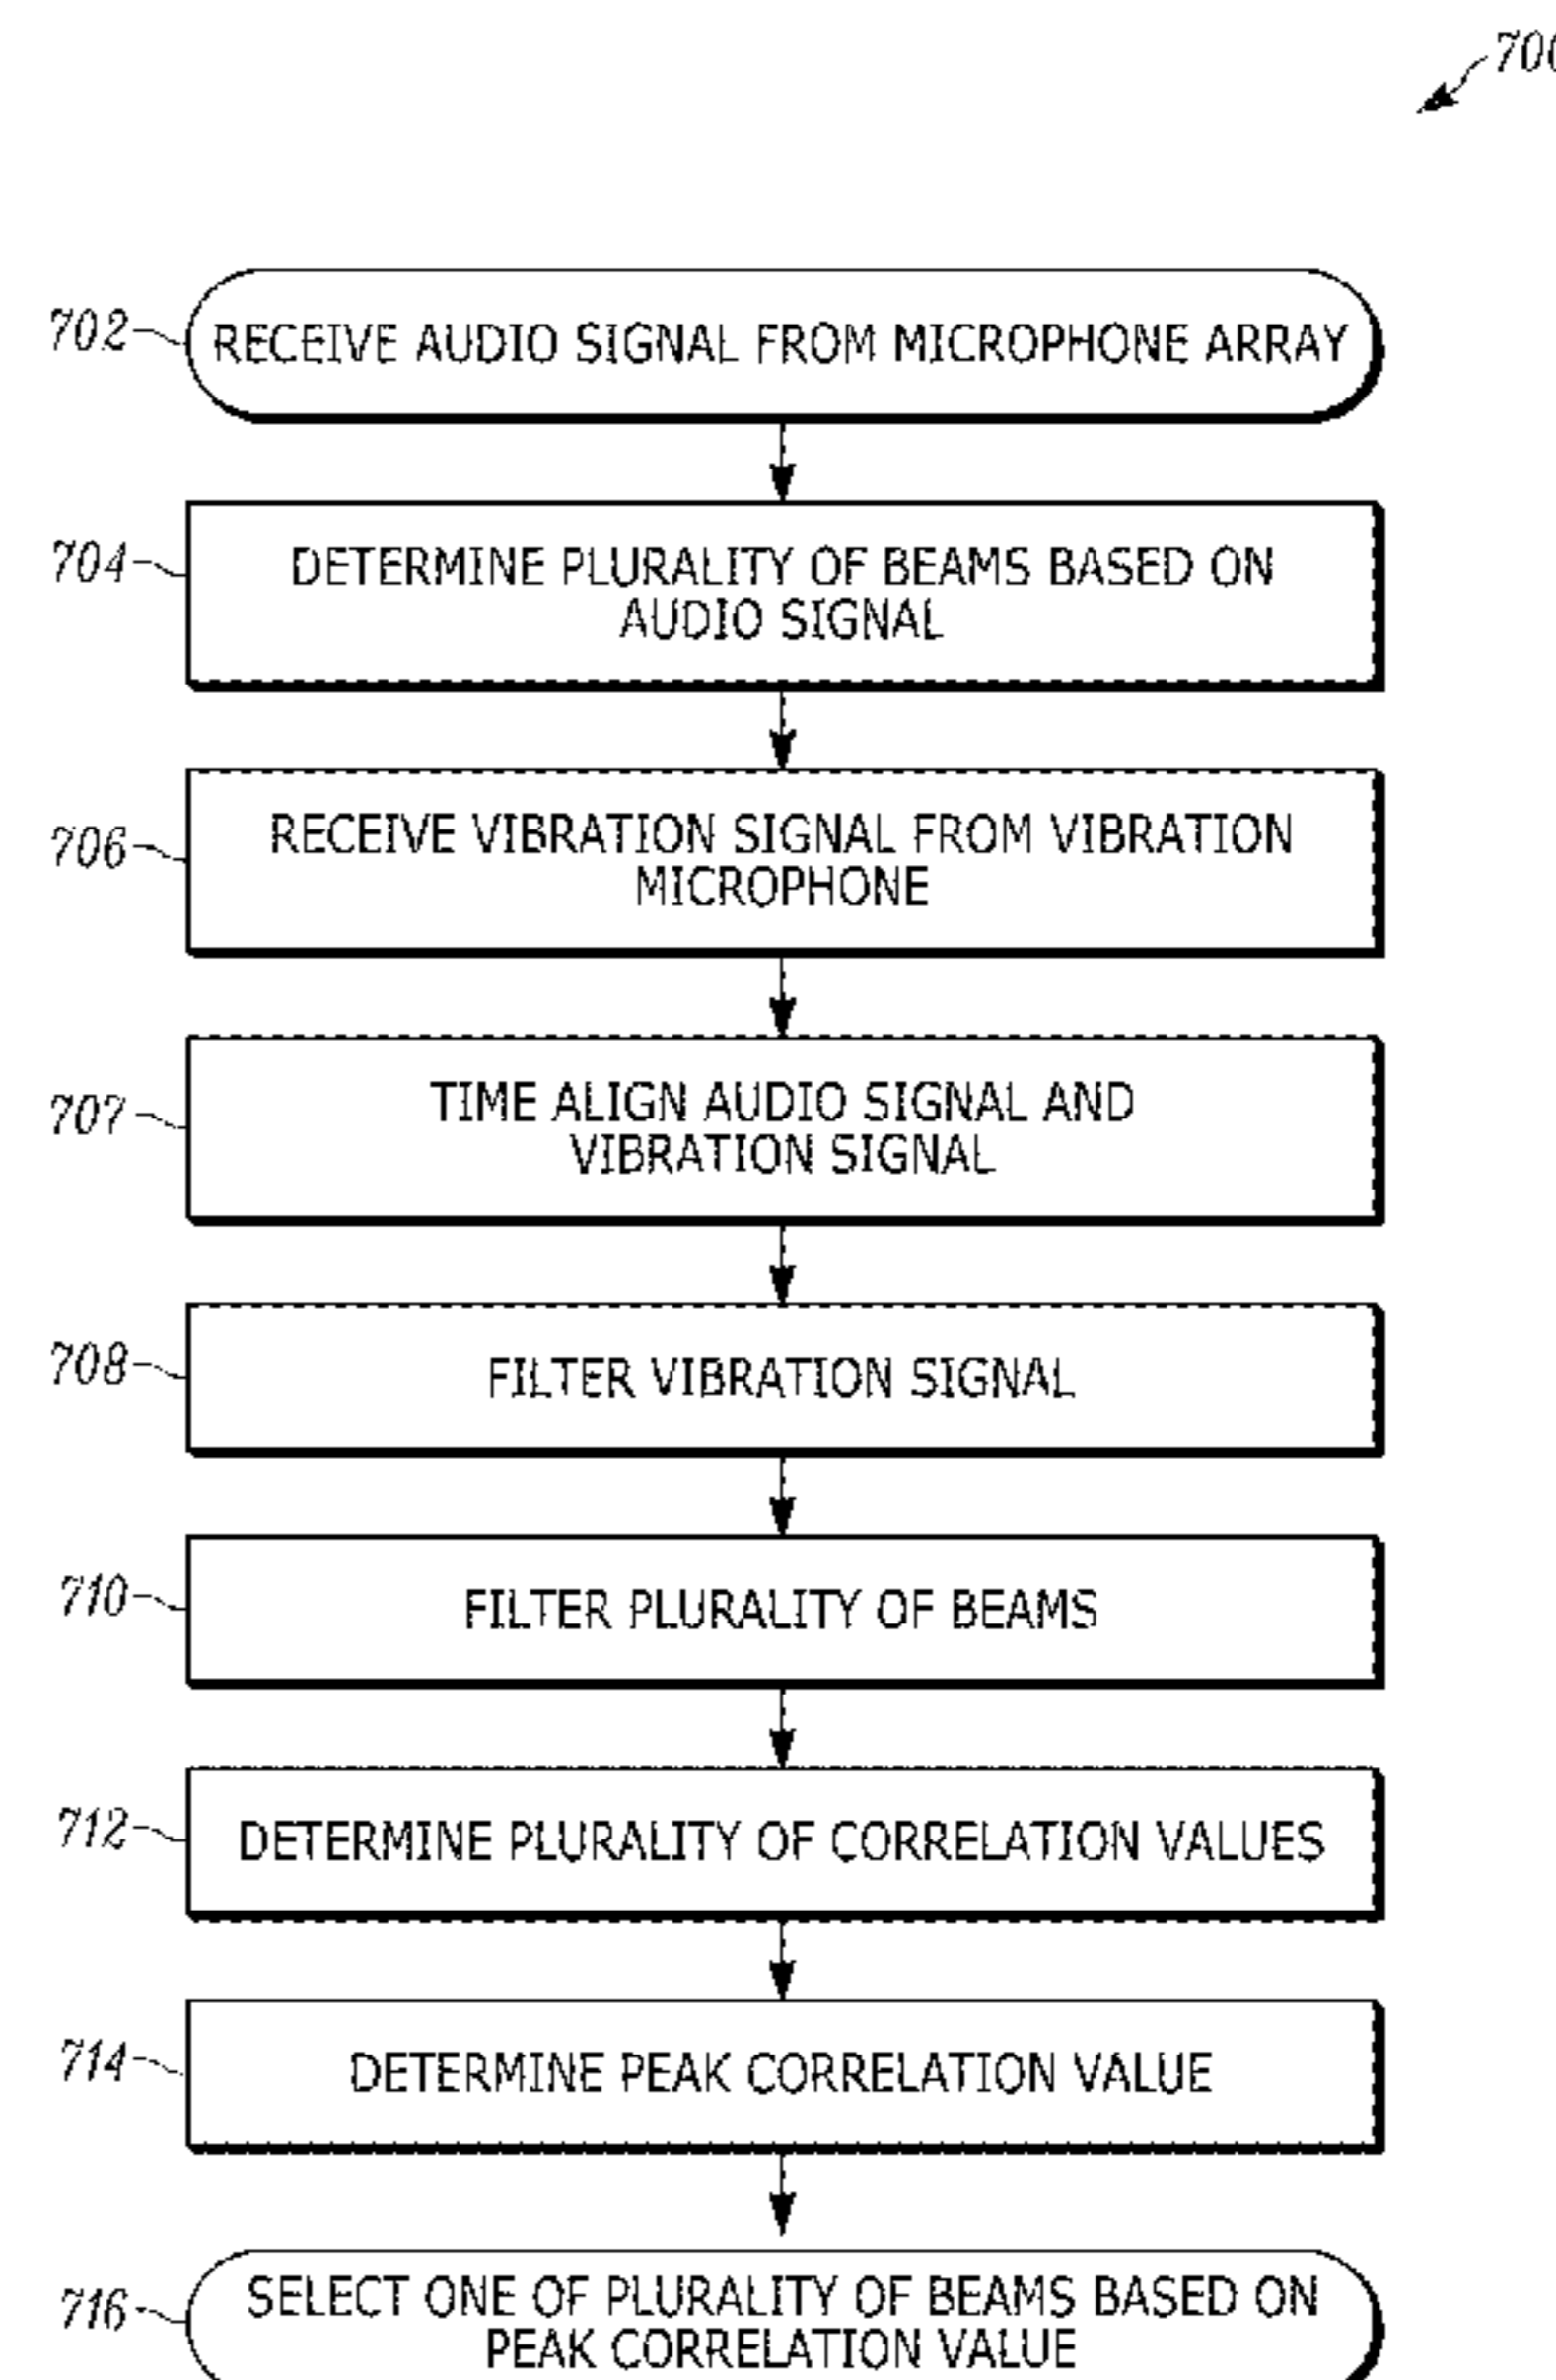 702
RECEIVE AUDIO SIGNAL FROM MICROPHONE ARRAY
704
DETERMINE PLURALITY OF BEAMS BASED ON
AUDIO SIGNAL
706
RECEIVE VIBRATION SIGNAL FROM VIBRATION
MICROPHONE
707
TIME ALIGN AUDIO SIGNAL AND
VIBRATION SIGNAL
708
FILTER VIBRATION SIGNAL
710
FILTER PLURALITY OF BEAMS
712
DETERMINE PLURALITY OF CORRELATION VALUES
714
DETERMINE PEAK CORRELATION VALUE
716
SELECT ONE OF PLURALITY OF BEAMS BASED ON
PEAK CORRELATION VALUE